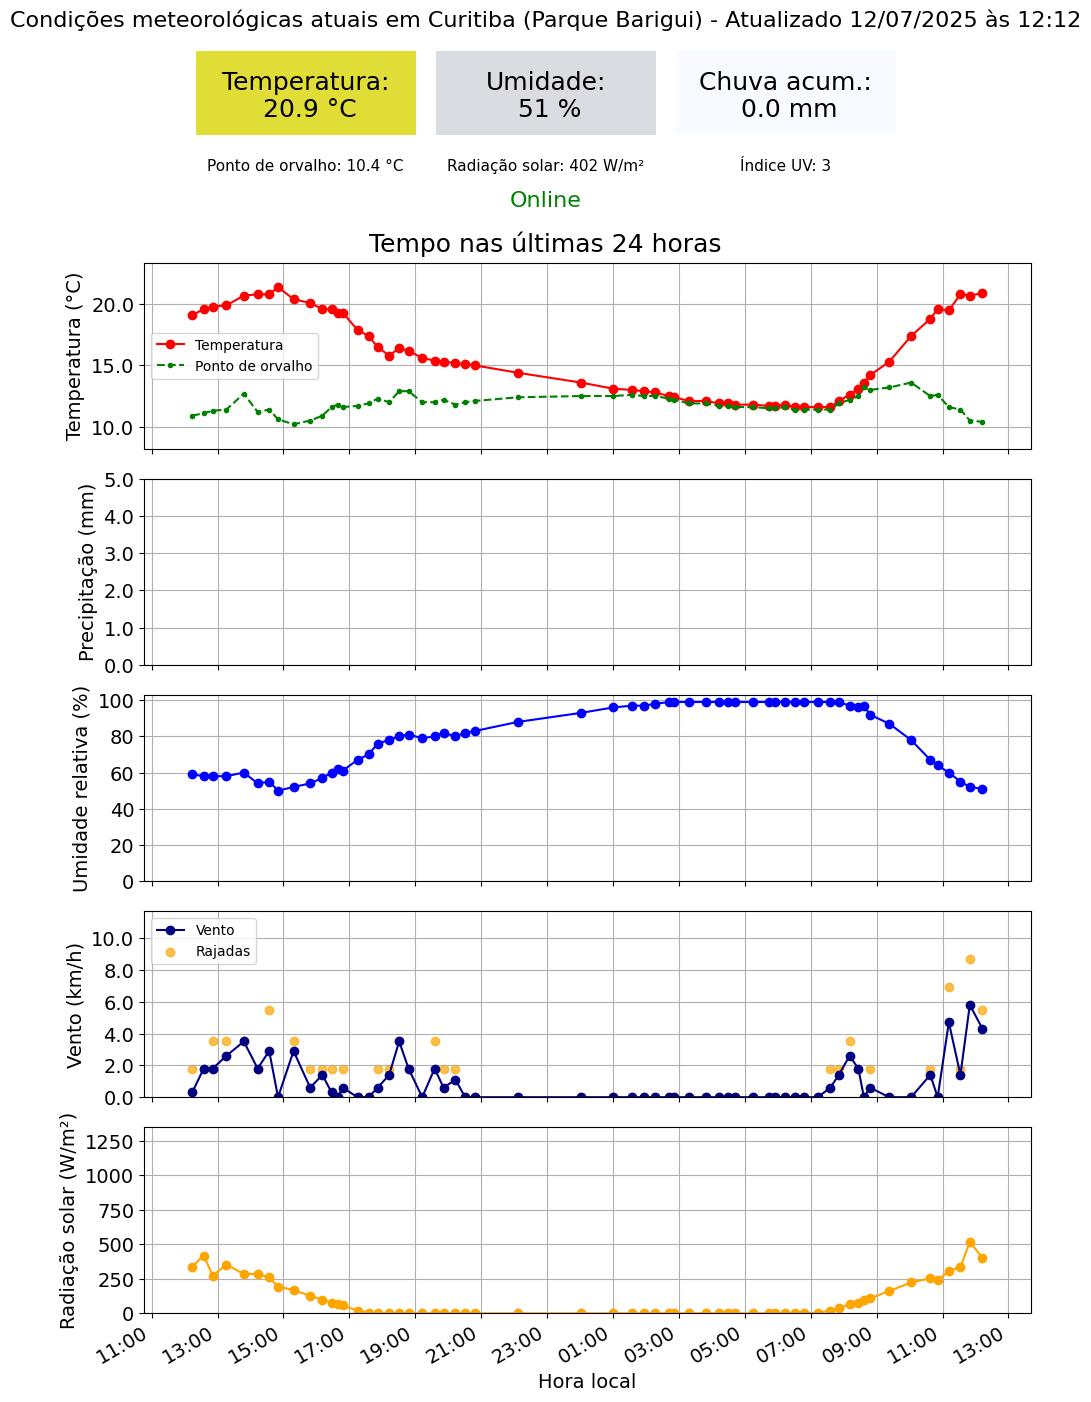 Condições meteorológicas atuais em Curitiba (Parque Barigui) - Atualizado 12/07/2025 às 12:12
Temperatura:
20.9 °C
Umidade:
51 %
Chuva acum.:
0.0 mm
Ponto de orvalho: 10.4 °C
Radiação solar: 402 W/m²
Índice UV: 3
Online
Tempo nas últimas 24 horas
Temperatura (°C)
20.0
15.0
10.0
Temperatura
Ponto de orvalho
Precipitação (mm)
5.0
4.0
3.0
2.0
1.0
0.0
Umidade relativa (%)
100
80
60
40
20
0
Vento (km/h)
10.0
8.0
6.0
4.0
2.0
0.0
Vento
Rajadas
Radiação solar (W/m²)
1250
1000
750
500
250
0
11:00
13:00
15:00
17:00
19:00
21:00
23:00
01:00
03:00
05:00
07:00
09:00
11:00
13:00
Hora local